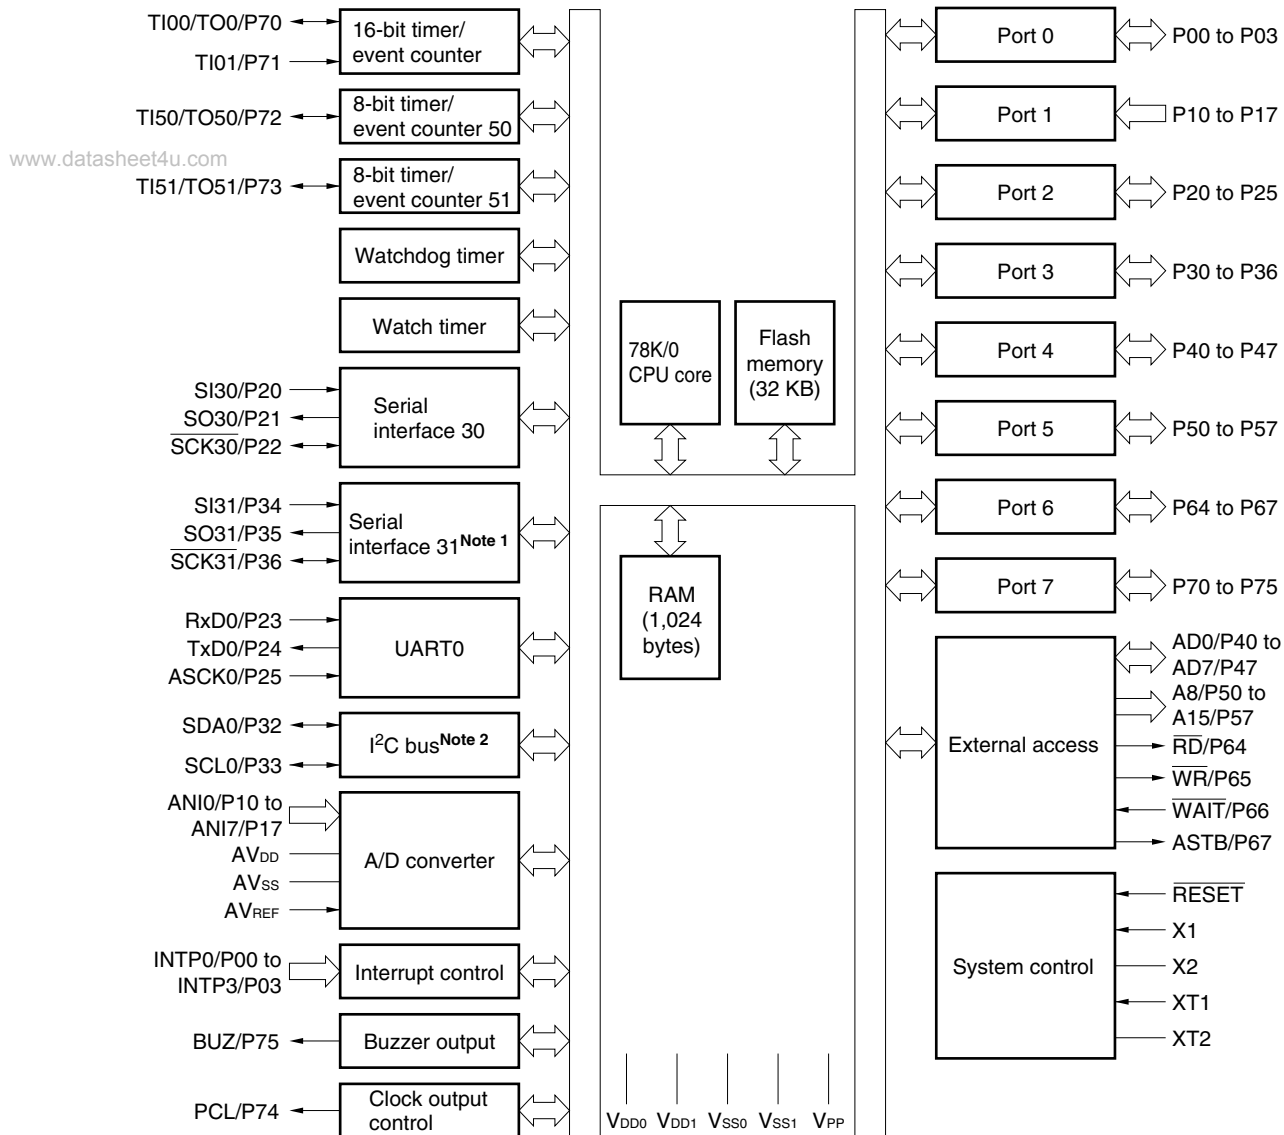 TI00/TO0/P70
TI01/P71
16-bit timer/
event counter
TI50/TO50/P72
8-bit timer/
event counter 50
www.datasheet4u.com
TI51/TO51/P73
8-bit timer/
event counter 51
Watchdog timer
Watch timer
SI30/P20
SO30/P21
SCK30/P22
Serial
interface 30
SI31/P34
SO31/P35
SCK31/P36
Serial
interface 31 Note 1
RxD0/P23
TxD0/P24
ASCK0/P25
UART0
SDA0/P32
SCL0/P33
I²C bus Note 2
ANI0/P10 to
ANI7/P17
AVDD
AVSS
AVREF
A/D converter
INTP0/P00 to
INTP3/P03
Interrupt control
BUZ/P75
Buzzer output
PCL/P74
Clock output
control
78K/0
CPU core
Flash
memory
(32 KB)
RAM
(1,024
bytes)
VDD0 VDD1 VSS0 VSS1 VPP
Port 0
P00 to P03
Port 1
P10 to P17
Port 2
P20 to P25
Port 3
P30 to P36
Port 4
P40 to P47
Port 5
P50 to P57
Port 6
P64 to P67
Port 7
P70 to P75
External access
AD0/P40 to
AD7/P47
A8/P50 to
A15/P57
RD/P64
WR/P65
WAIT/P66
ASTB/P67
System control
RESET
X1
X2
XT1
XT2